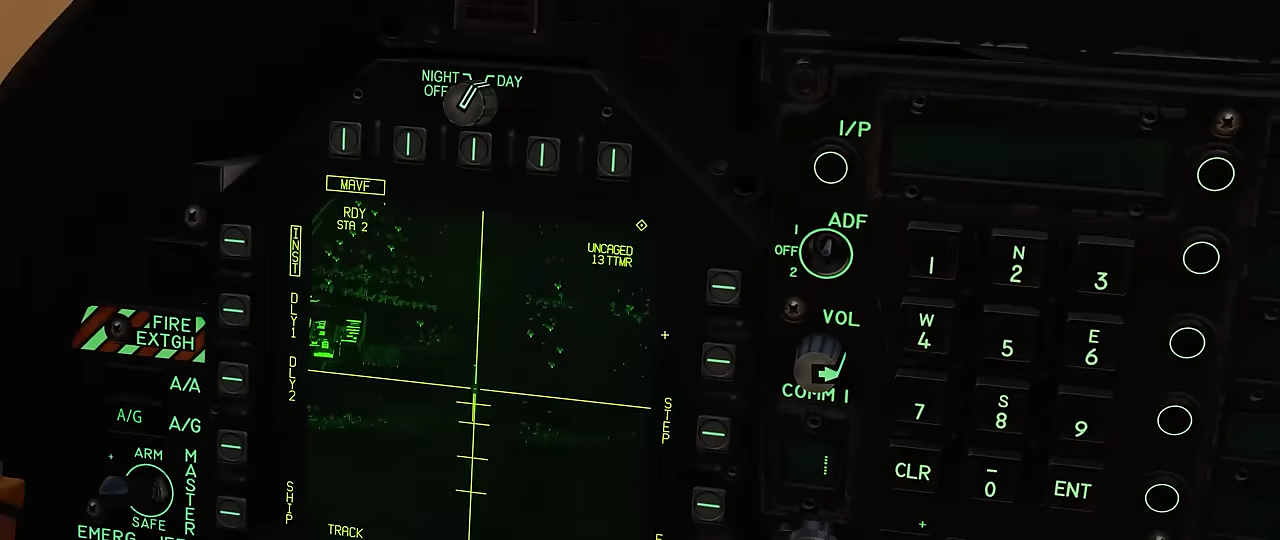 NIGHT
DAY
OFF
I/P
MAVF
RDY
STA 2
UNCAGED
13 TTMR
INST
DLY1
DLY2
STEP
SHIP
TRACK
FIRE
EXTGH
A/A
A/G A/G
ARM
SAFE
MASTER
ADF
1
OFF
2
VOL
COMM 1
1
N
2
3
W
4
5
E
6
7
S
8
9
CLR
-
0
ENT